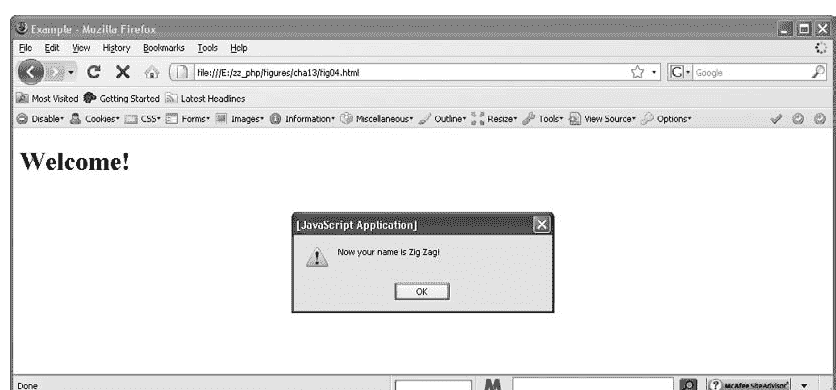 Example - Mozilla Firefox
File Edit View History Bookmarks Tools Help
file:///E:/zz_php/figures/cha13/fig04.html
G Google
Most Visited Getting Started Latest Headlines
Disable Cookies CSS Forms Images Information Miscellaneous Outline Resize Tools View Source Options
Welcome!
[JavaScript Application]
Now your name is Zig Zag!
OK
Done
McAfee SiteAdvisor